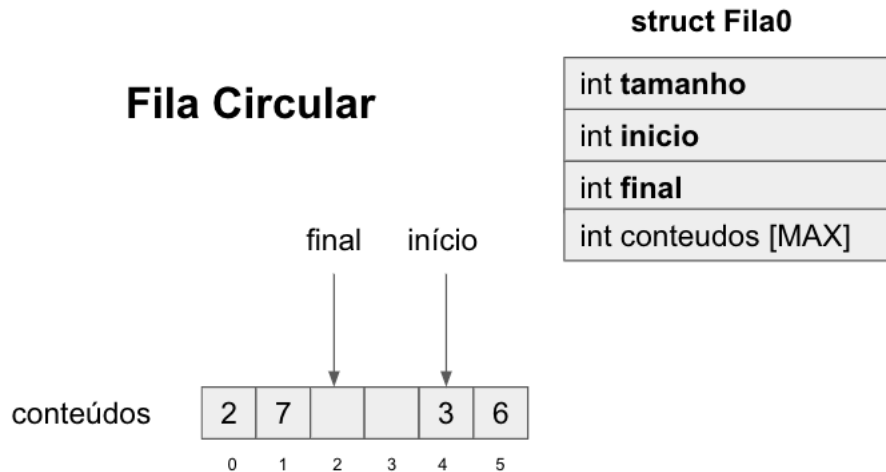 struct Fila0
Fila Circular
int tamanho
int inicio
int final
int conteudos [MAX]
final início
conteúdos 2 7 3 6
0 1 2 3 4 5